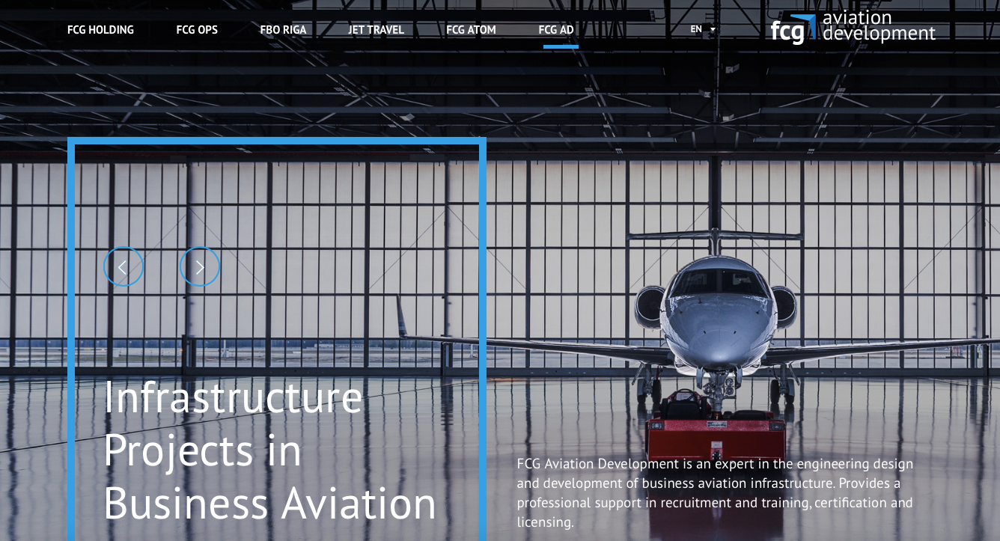 FCG HOLDING
FCG OPS
FBO RIGA
JET TRAVEL
FCG ATOM
FCG AD
EN
fcg aviation
development
Infrastructure
Projects in
Business Aviation
FCG Aviation Development is an expert in the engineering design
and development of business aviation infrastructure. Provides a
professional support in recruitment and training, certification and
licensing.